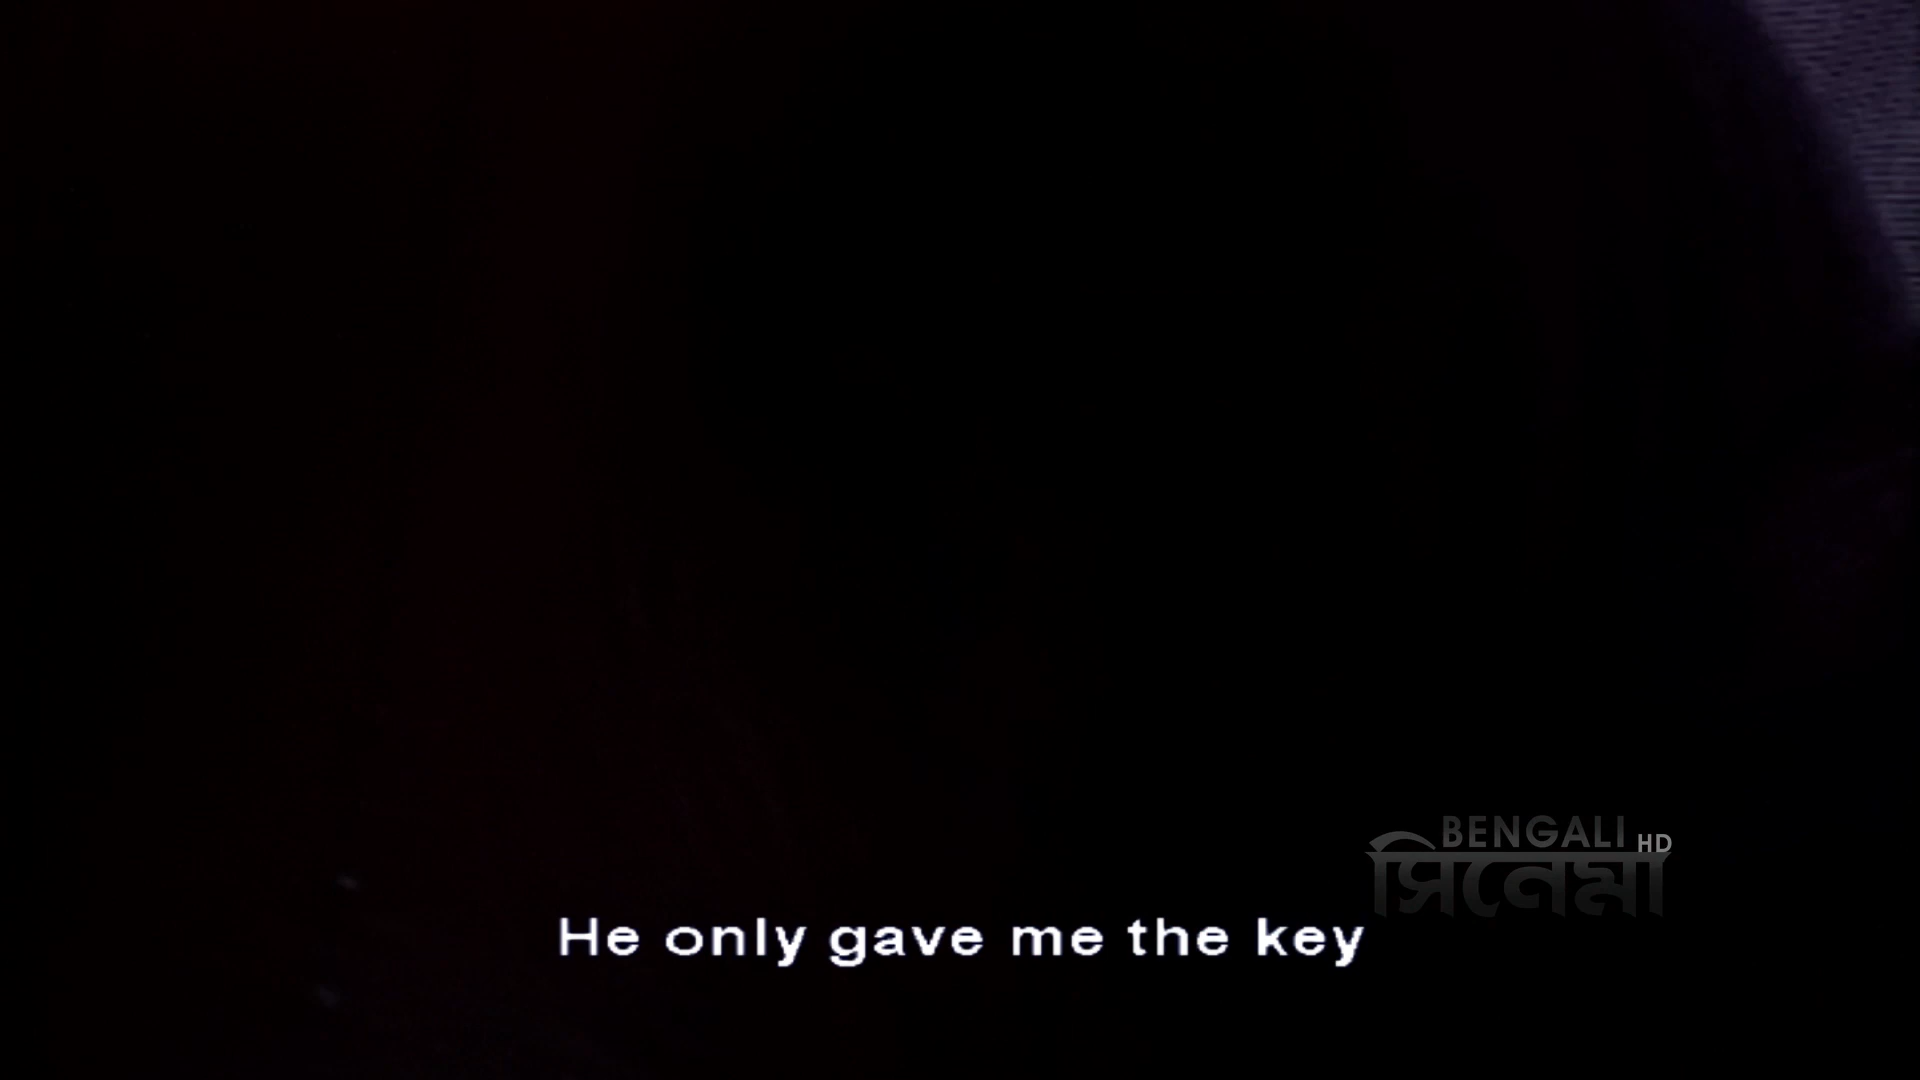 BENGALI HD
সিনেমা
He only gave me the key